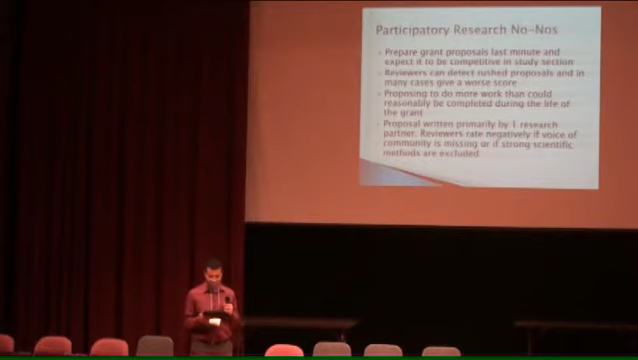 Participatory Research No-Nos
Prepare grant proposals last minute and
expect it to be competitive in study section
Reviewers can detect rushed proposals and in
many cases give a worse score
Proposing to do more work than could
reasonably be completed during the life of
the grant
Proposal written primarily by 1 research
partner. Reviewers rate negatively if voice of
community is missing or if strong scientific
methods are excluded